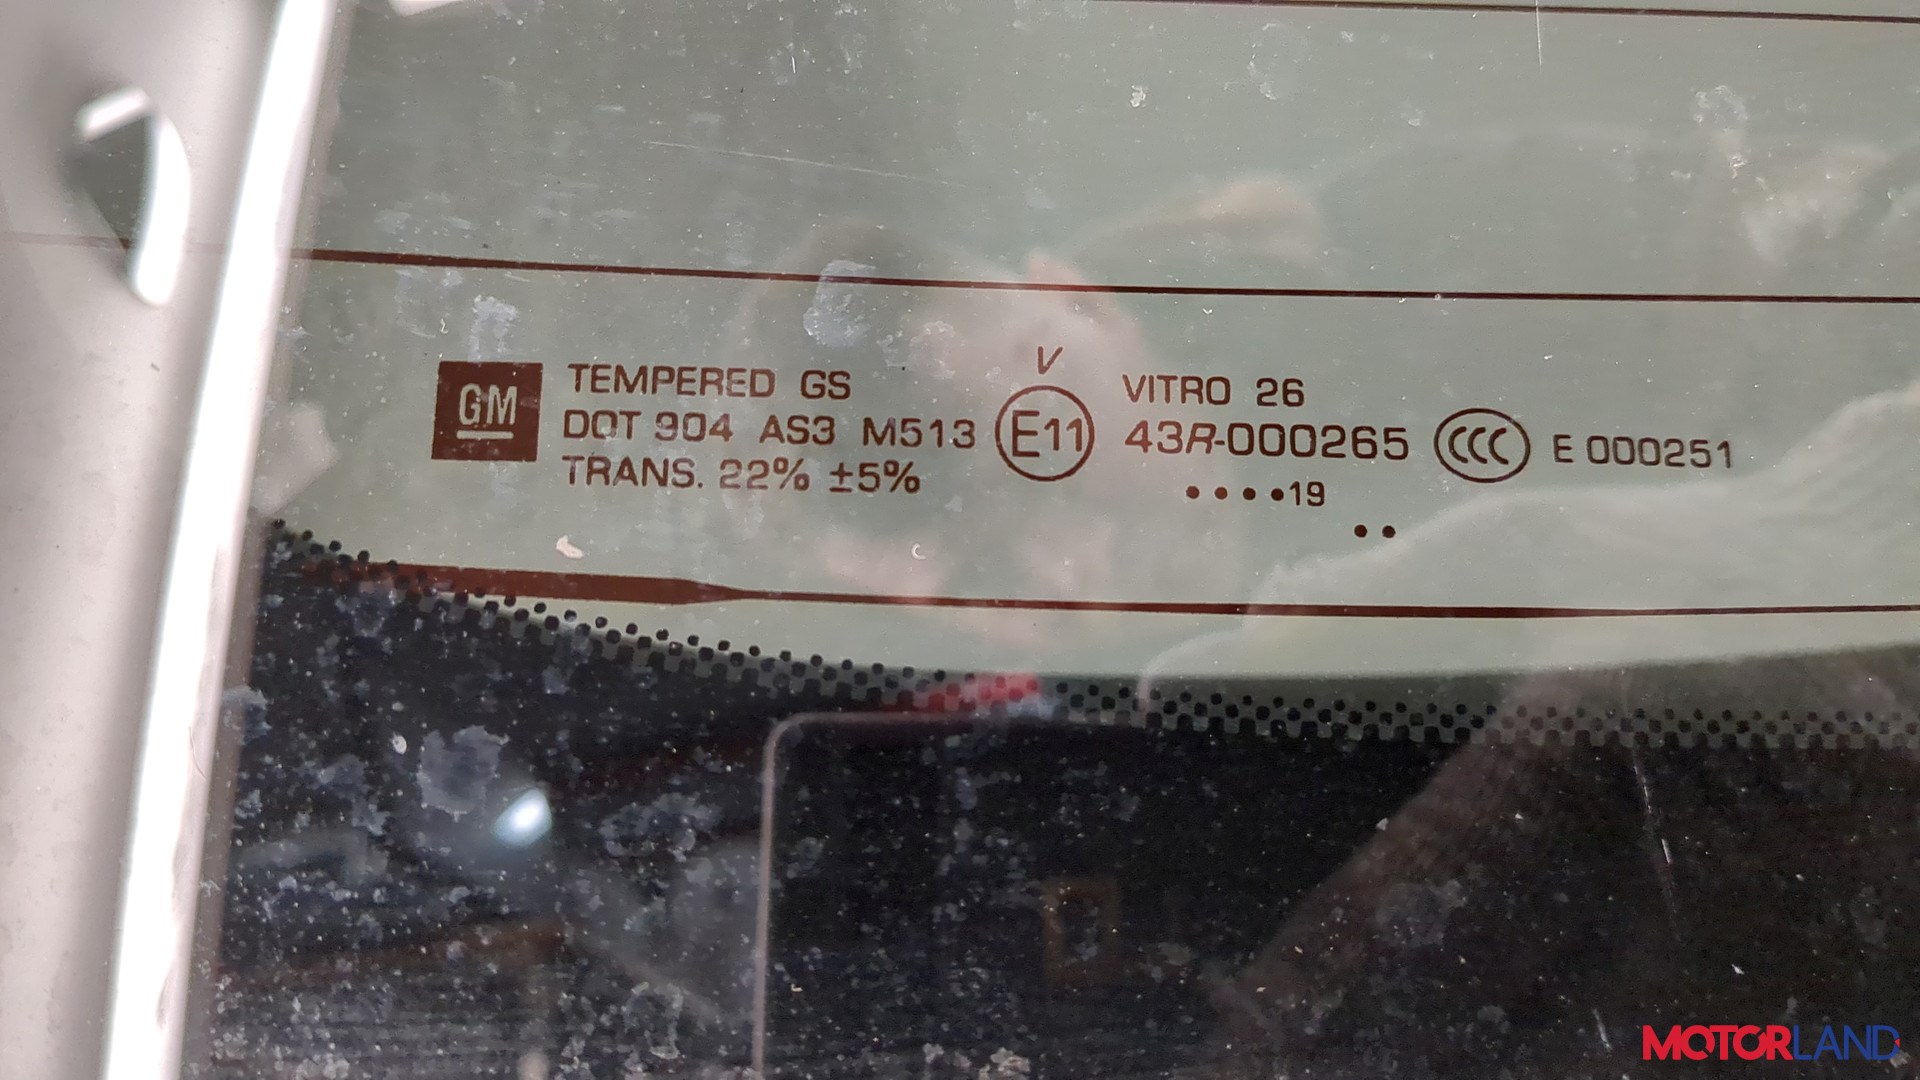 GM
TEMPERED GS
DOT 904 AS3 M513
TRANS. 22% ±5%
V
E11
VITRO 26
43R-000265
••••19
••
CCC E 000251
MOTORLAND